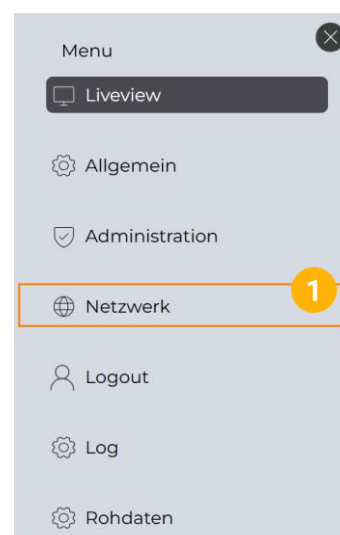 Menu
Liveview
Allgemein
Administration
1
Netzwerk
Logout
Log
Rohdaten